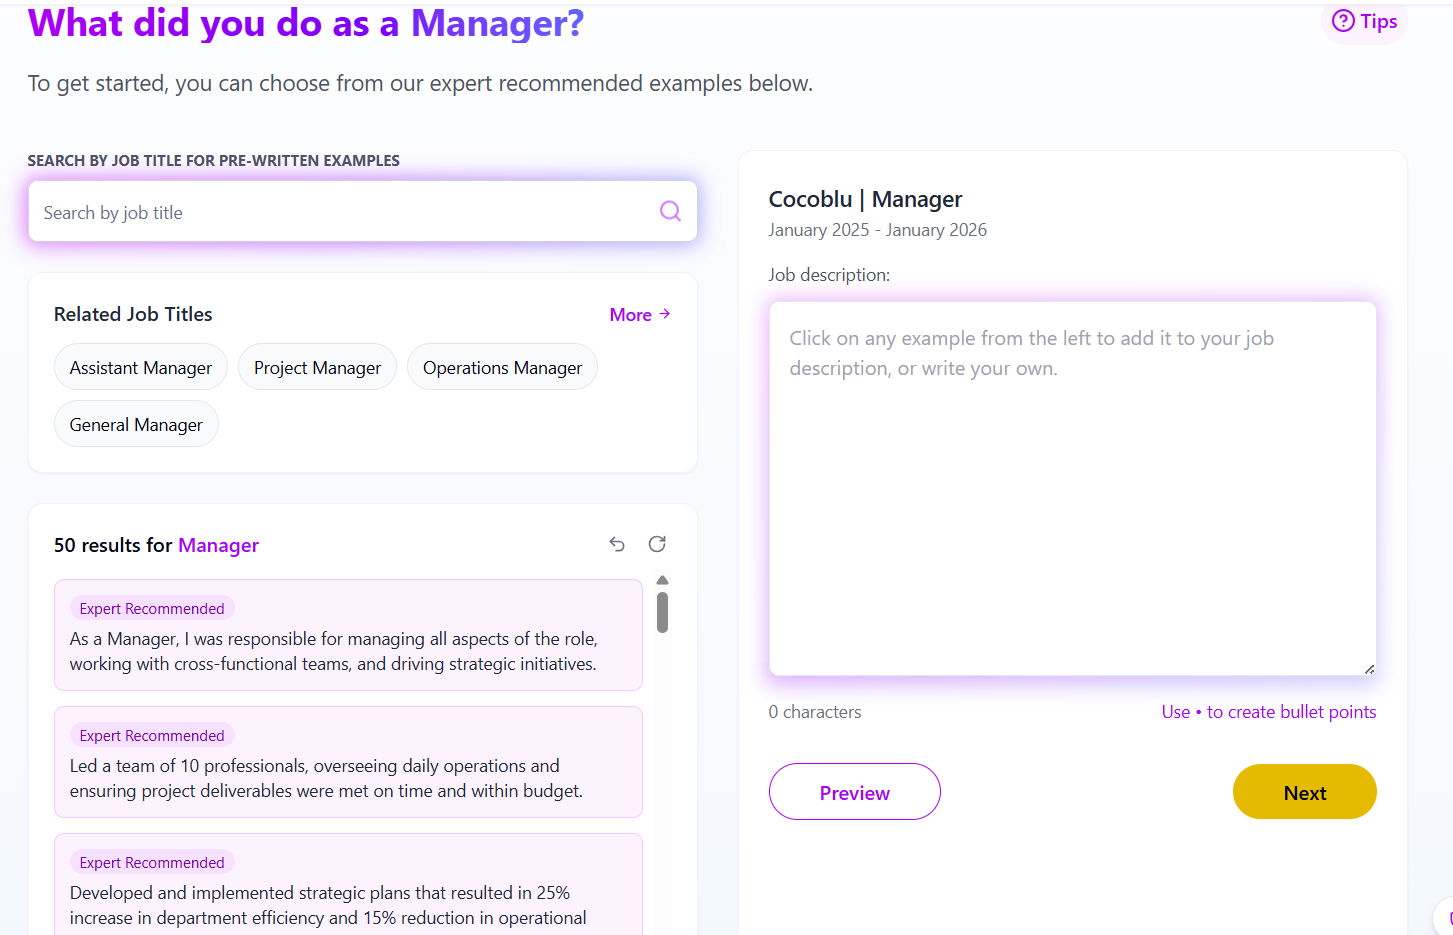 What did you do as a Manager?
Tips
To get started, you can choose from our expert recommended examples below.
SEARCH BY JOB TITLE FOR PRE-WRITTEN EXAMPLES
Search by job title
Related Job Titles
More →
Assistant Manager
Project Manager
Operations Manager
General Manager
50 results for Manager
Expert Recommended
As a Manager, I was responsible for managing all aspects of the role,
working with cross-functional teams, and driving strategic initiatives.
Expert Recommended
Led a team of 10 professionals, overseeing daily operations and
ensuring project deliverables were met on time and within budget.
Expert Recommended
Developed and implemented strategic plans that resulted in 25%
increase in department efficiency and 15% reduction in operational
Cocoblu | Manager
January 2025 - January 2026
Job description:
Click on any example from the left to add it to your job
description, or write your own.
0 characters
Use • to create bullet points
Preview
Next